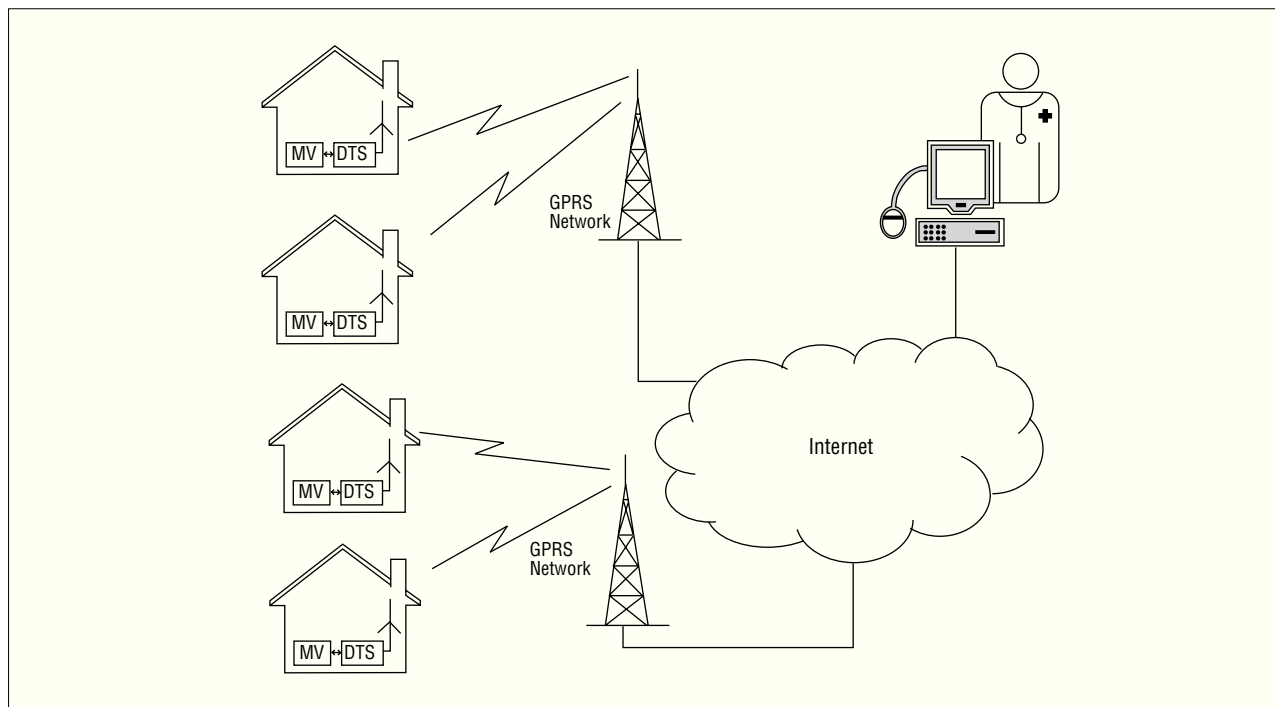 MV DTS
GPRS
Network
MV DTS
MV DTS
Internet
GPRS
Network
MV DTS